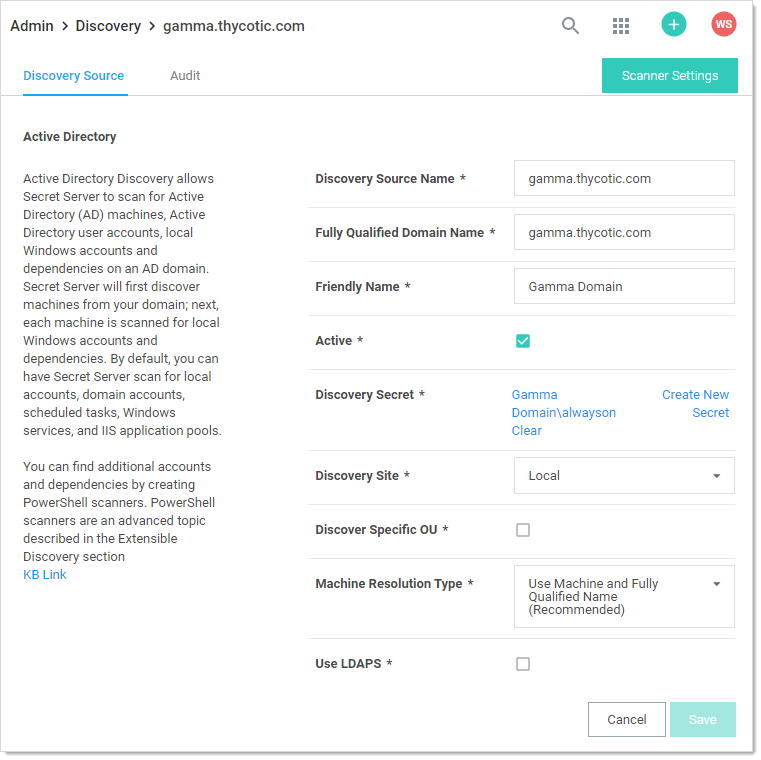 Admin > Discovery > gamma.thycotic.com
WS
Discovery Source
Audit
Scanner Settings
Active Directory
Active Directory Discovery allows
Secret Server to scan for Active
Directory (AD) machines, Active
Directory user accounts, local
Windows accounts and
dependencies on an AD domain.
Secret Server will first discover
machines from your domain; next,
each machine is scanned for local
Windows accounts and
dependencies. By default, you can
have Secret Server scan for local
accounts, domain accounts,
scheduled tasks, Windows
services, and IIS application pools.
You can find additional accounts
and dependencies by creating
PowerShell scanners. PowerShell
scanners are an advanced topic
described in the Extensible
Discovery section
KB Link
Discovery Source Name *
gamma.thycotic.com
Fully Qualified Domain Name *
gamma.thycotic.com
Friendly Name *
Gamma Domain
Active *
Discovery Secret *
Gamma
Domain\alwayson
Clear
Create New
Secret
Discovery Site *
Local
Discover Specific OU *
Machine Resolution Type *
Use Machine and Fully
Qualified Name
(Recommended)
Use LDAPS *
Cancel
Save